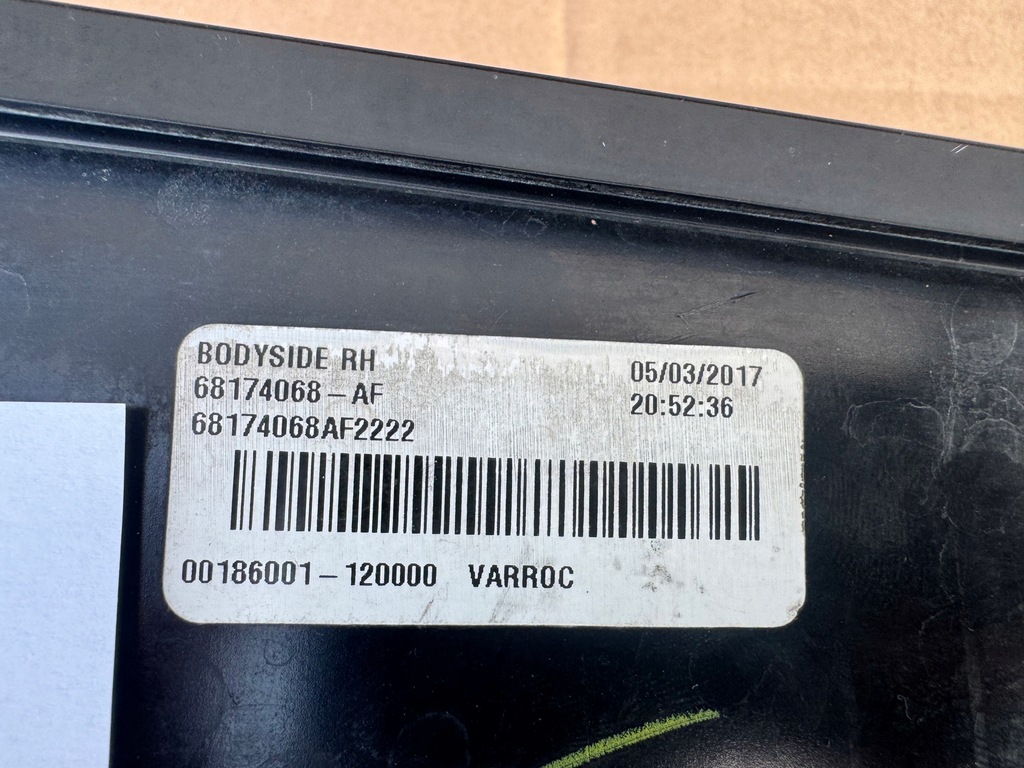 BODYSIDE RH
68174068-AF
68174068AF2222
05/03/2017
20:52:36
00186001-120000 VARROC